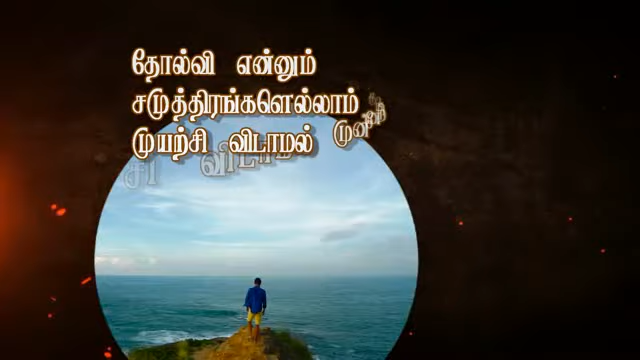 தோல்வி என்னும்
சமுத்திரங்களெல்லாம்
முயற்சி விடாமல்